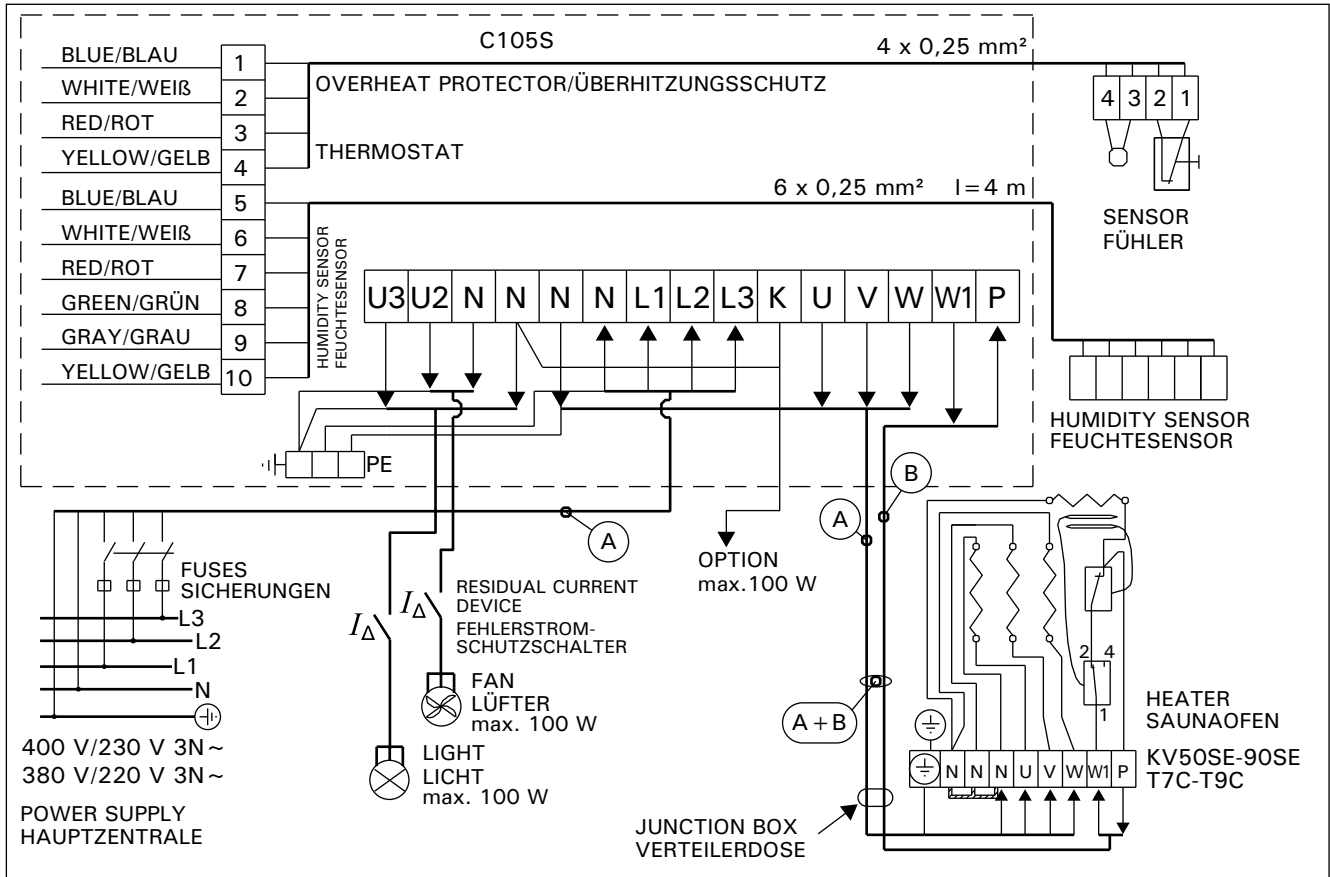 C105S
4 x 0,25 mm²
BLUE/BLAU 1
WHITE/WEIß 2
RED/ROT 3
YELLOW/GELB 4
BLUE/BLAU 5
WHITE/WEIß 6
RED/ROT 7
GREEN/GRÜN 8
GRAY/GRAU 9
YELLOW/GELB 10
OVERHEAT PROTECTOR/ÜBERHITZUNGSSCHUTZ
THERMOSTAT
4 3 2 1
SENSOR
FÜHLER
6 x 0,25 mm² l=4 m
HUMIDITY SENSOR
FEUCHTESENSOR
U3 U2 N N N N L1 L2 L3 K U V W W1 P
HUMIDITY SENSOR
FEUCHTESENSOR
PE
A
FUSES
SICHERUNGEN
L3
L2
L1
N
400 V/230 V 3N~
380 V/220 V 3N~
POWER SUPPLY
HAUPTZENTRALE
IΔ
IΔ
RESIDUAL CURRENT
DEVICE
FEHLERSTROM-
SCHUTZSCHALTER
FAN
LÜFTER
max. 100 W
LIGHT
LICHT
max. 100 W
OPTION
max.100 W
A
B
A+B
JUNCTION BOX
VERTEILERDOSE
2 4
1
N N N U V W W1 P
HEATER
SAUNAOFEN
KV50SE-90SE
T7C-T9C